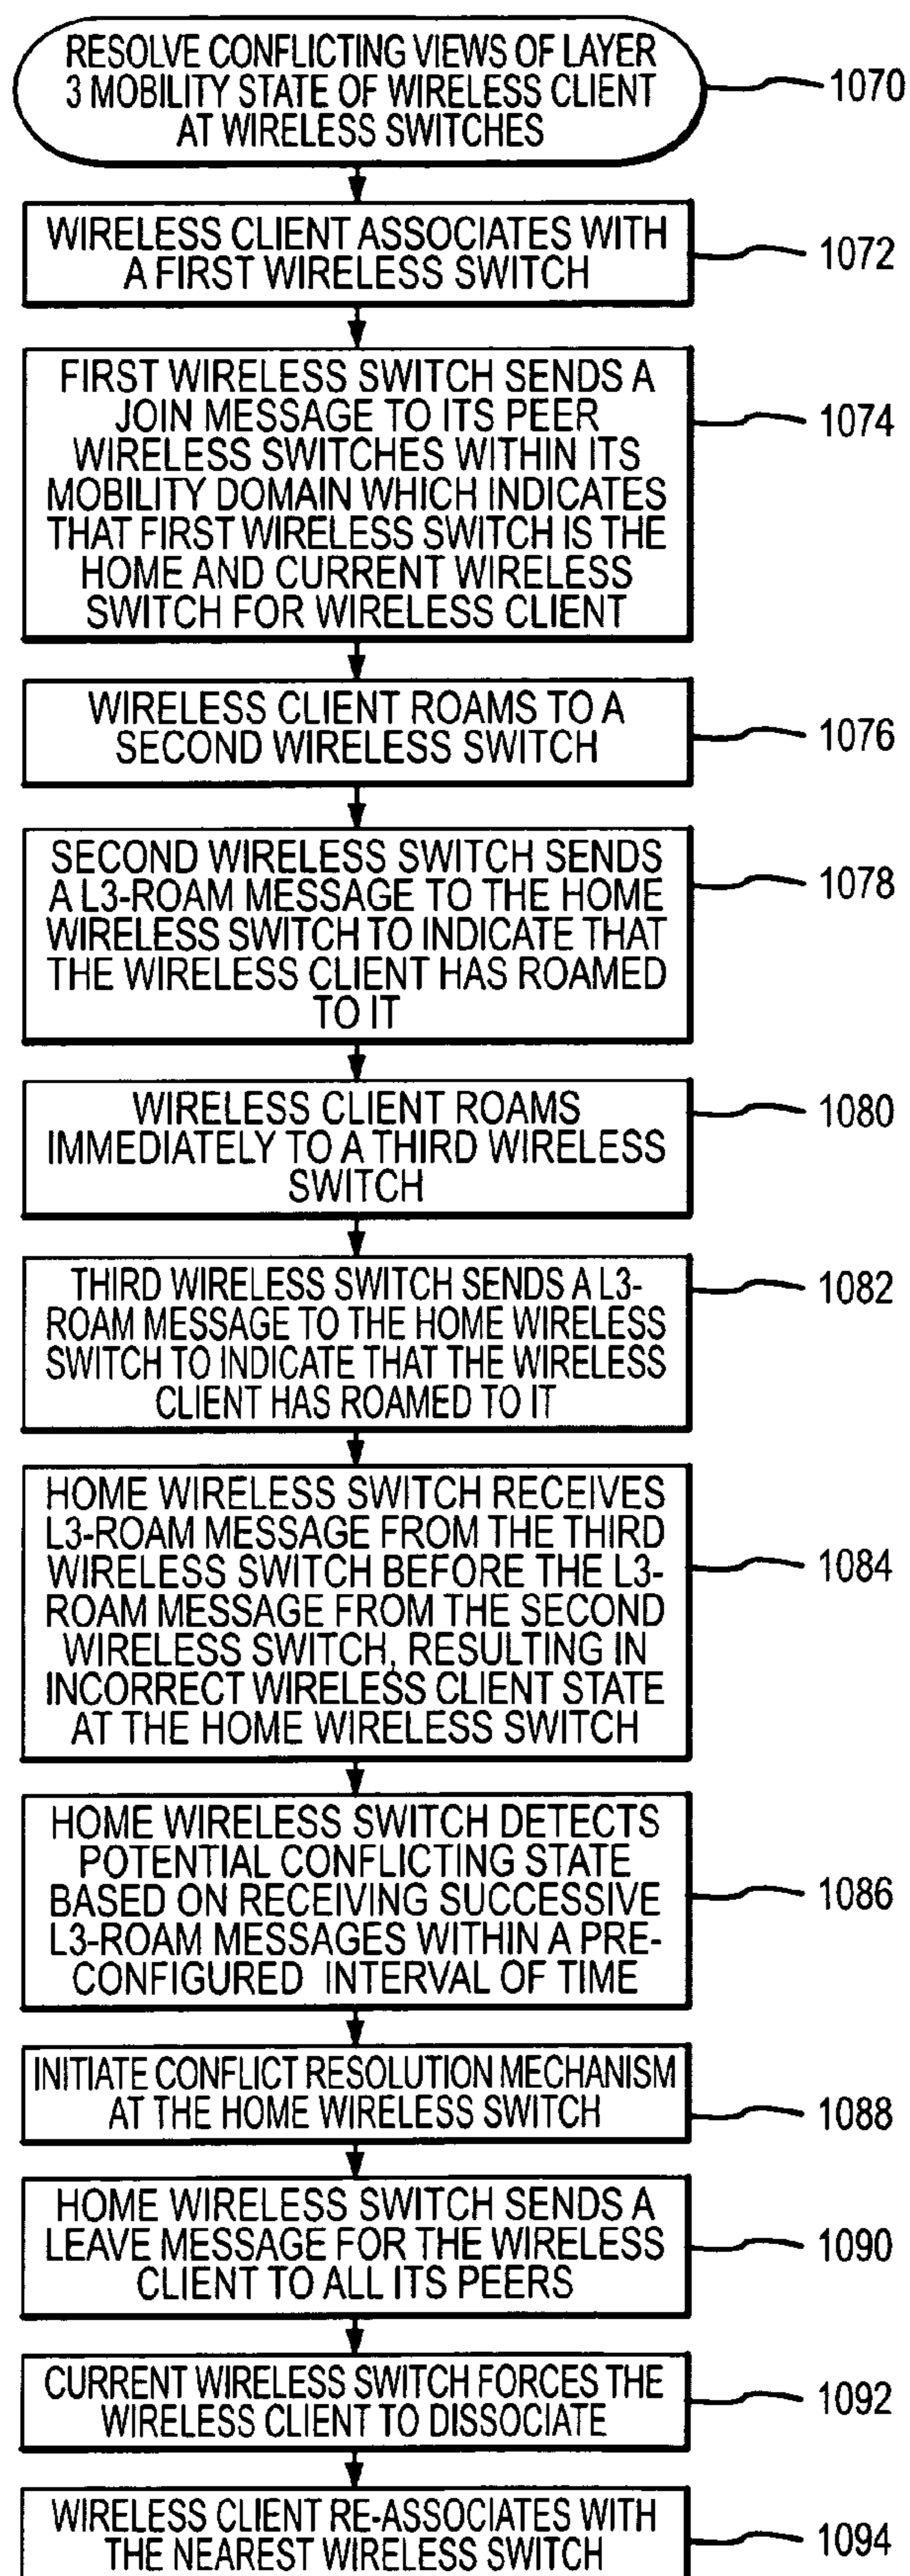 RESOLVE CONFLICTING VIEWS OF LAYER
3 MOBILITY STATE OF WIRELESS CLIENT
AT WIRELESS SWITCHES
1070
WIRELESS CLIENT ASSOCIATES WITH
A FIRST WIRELESS SWITCH
1072
FIRST WIRELESS SWITCH SENDS A
JOIN MESSAGE TO ITS PEER
WIRELESS SWITCHES WITHIN ITS
MOBILITY DOMAIN WHICH INDICATES
THAT FIRST WIRELESS SWITCH IS THE
HOME AND CURRENT WIRELESS
SWITCH FOR WIRELESS CLIENT
1074
WIRELESS CLIENT ROAMS TO A
SECOND WIRELESS SWITCH
1076
SECOND WIRELESS SWITCH SENDS
A L3-ROAM MESSAGE TO THE HOME
WIRELESS SWITCH TO INDICATE THAT
THE WIRELESS CLIENT HAS ROAMED
TO IT
1078
WIRELESS CLIENT ROAMS
IMMEDIATELY TO A THIRD WIRELESS
SWITCH
1080
THIRD WIRELESS SWITCH SENDS A L3-
ROAM MESSAGE TO THE HOME WIRELESS
SWITCH TO INDICATE THAT THE WIRELESS
CLIENT HAS ROAMED TO IT
1082
HOME WIRELESS SWITCH RECEIVES
L3-ROAM MESSAGE FROM THE THIRD
WIRELESS SWITCH BEFORE THE L3-
ROAM MESSAGE FROM THE SECOND
WIRELESS SWITCH, RESULTING IN
INCORRECT WIRELESS CLIENT STATE
AT THE HOME WIRELESS SWITCH
1084
HOME WIRELESS SWITCH DETECTS
POTENTIAL CONFLICTING STATE
BASED ON RECEIVING SUCCESSIVE
L3-ROAM MESSAGES WITHIN A PRE-
CONFIGURED INTERVAL OF TIME
1086
INITIATE CONFLICT RESOLUTION MECHANISM
AT THE HOME WIRELESS SWITCH
1088
HOME WIRELESS SWITCH SENDS A
LEAVE MESSAGE FOR THE WIRELESS
CLIENT TO ALL ITS PEERS
1090
CURRENT WIRELESS SWITCH FORCES THE
WIRELESS CLIENT TO DISSOCIATE
1092
WIRELESS CLIENT RE-ASSOCIATES WITH
THE NEAREST WIRELESS SWITCH
1094